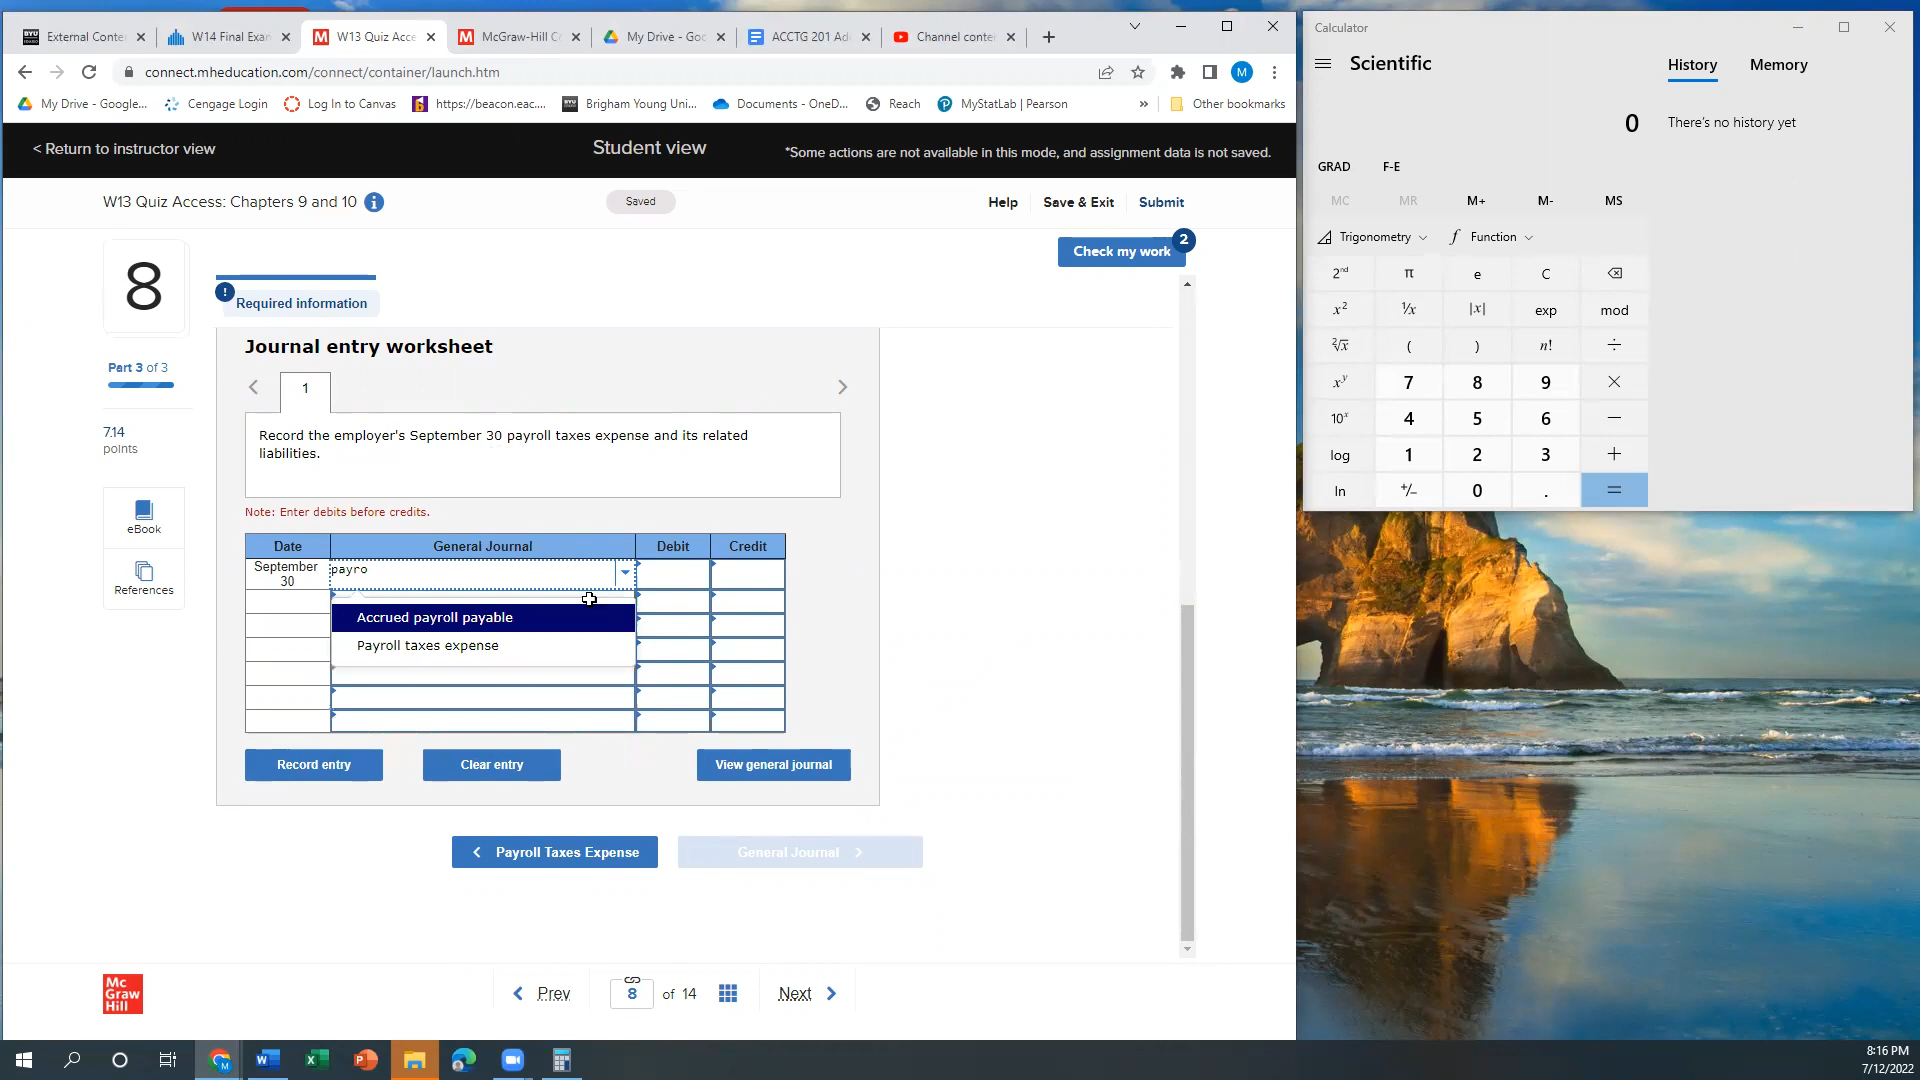 External Conte
W14 Final Exam
W13 Quiz Acce
McGraw-Hill C
My Drive - Goo
ACCTG 201 Ad
Channel conte
connect.mheducation.com/connect/container/launch.htm
M
My Drive - Google...
Cengage Login
Log In to Canvas
https://beacon.eac....
Brigham Young Uni...
Documents - OneD...
Reach
MyStatLab | Pearson
»
Other bookmarks
< Return to instructor view
Student view
*Some actions are not available in this mode, and assignment data is not saved.
W13 Quiz Access: Chapters 9 and 10
Saved
Help
Save & Exit
Submit
Check my work
2
8
Part 3 of 3
7.14
points
eBook
References
!
Required information
Journal entry worksheet
1
Record the employer's September 30 payroll taxes expense and its related
liabilities.
Note: Enter debits before credits.
Date
General Journal
Debit
Credit
September
30
payro
Accrued payroll payable
Payroll taxes expense
Record entry
Clear entry
View general journal
Payroll Taxes Expense
General Journal
Mc
Graw
Hill
Prev
8
of 14
Next
Calculator
Scientific
History
Memory
0
There's no history yet
GRAD
F-E
MC
MR
M+
M-
MS
Trigonometry
f Function
2nd
π
e
C
x²
¹/x
|x|
exp
mod
²√x
(
)
n!
÷
xʸ
7
8
9
×
10ˣ
4
5
6
−
log
1
2
3
+
ln
+/−
0
.
=
8:16 PM
7/12/2022